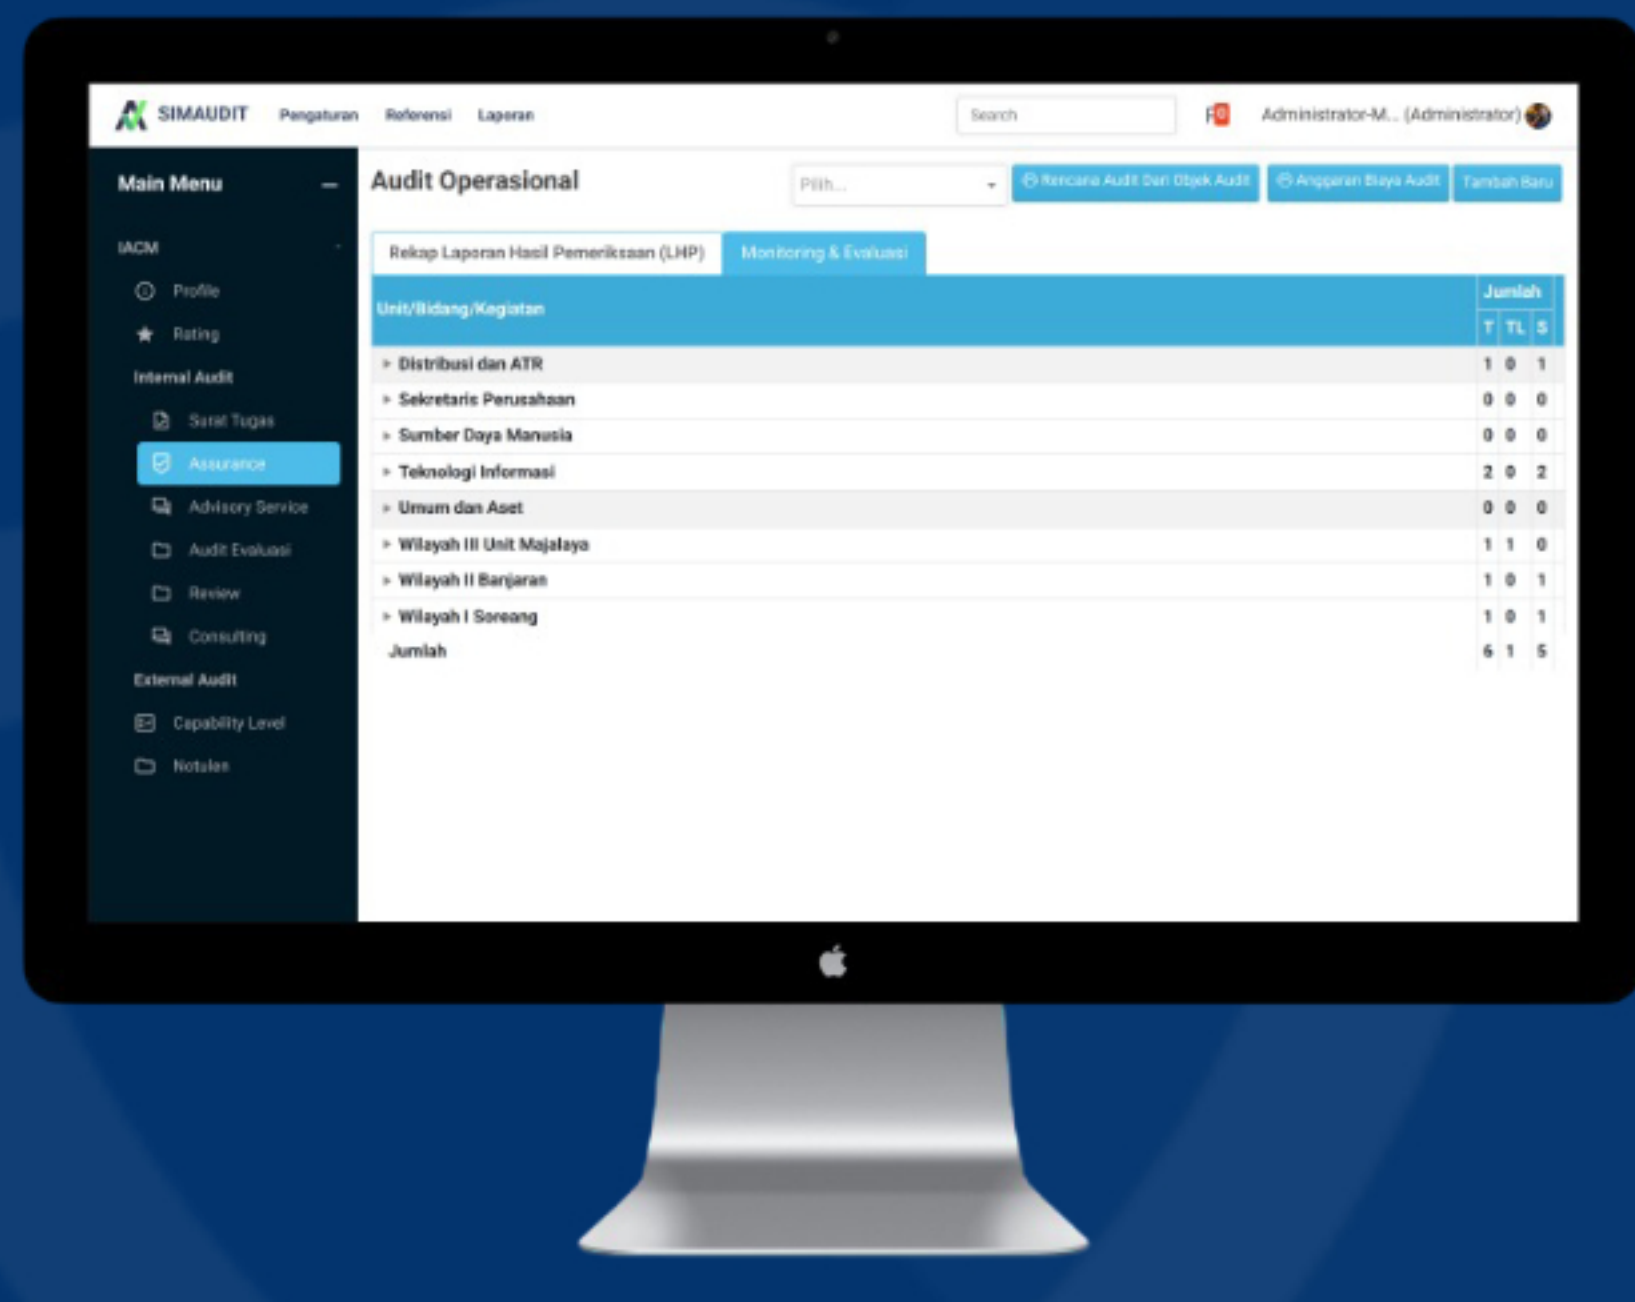 SIMAUDIT Pengaturan Referensi Laporan Search 0 Administrator-M... (Administrator)
Main Menu
IACM
Profile
Rating
Internal Audit
Surat Tugas
Assurance
Advisory Service
Audit Evaluasi
Review
Consulting
External Audit
Capability Level
Notulen
Audit Operasional Pilih... Rencana Audit Dan Objek Audit Anggaran Biaya Audit Tambah Baru
Rekap Laporan Hasil Pemeriksaan (LHP) Monitoring & Evaluasi
Unit/Bidang/Kegiatan Jumlah
T TL S
Distribusi dan ATR 1 0 1
Sekretaris Perusahaan 0 0 0
Sumber Daya Manusia 0 0 0
Teknologi Informasi 2 0 2
Umum dan Aset 0 0 0
Wilayah III Unit Majalaya 1 1 0
Wilayah II Banjaran 1 0 1
Wilayah I Soreang 1 0 1
Jumlah 6 1 5